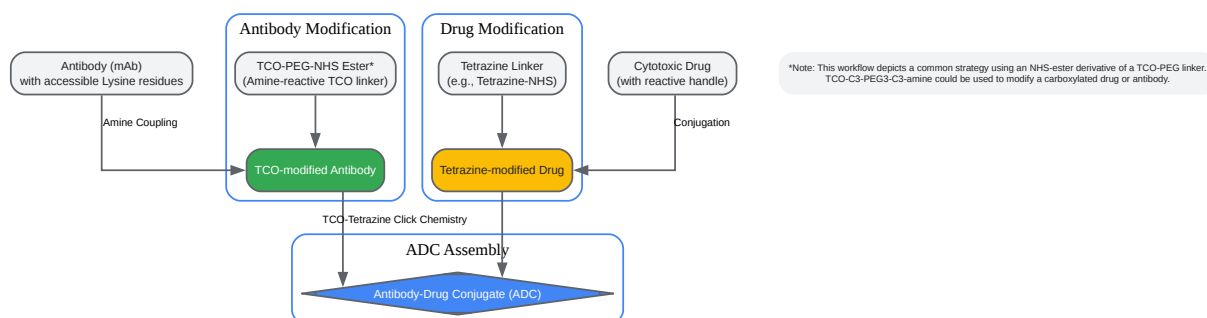 Antibody Modification
Drug Modification
Antibody (mAb)
with accessible Lysine residues
TCO-PEG-NHS Ester*
(Amine-reactive TCO linker)
Tetrazine Linker
(e.g., Tetrazine-NHS)
Cytotoxic Drug
(with reactive handle)
*Note: This workflow depicts a common strategy using an NHS-ester derivative of a TCO-PEG linker.
TCO-C3-PEG3-C3-amine could be used to modify a carboxylated drug or antibody.
Amine Coupling
Conjugation
TCO-modified Antibody
Tetrazine-modified Drug
TCO-Tetrazine Click Chemistry
ADC Assembly
Antibody-Drug Conjugate (ADC)